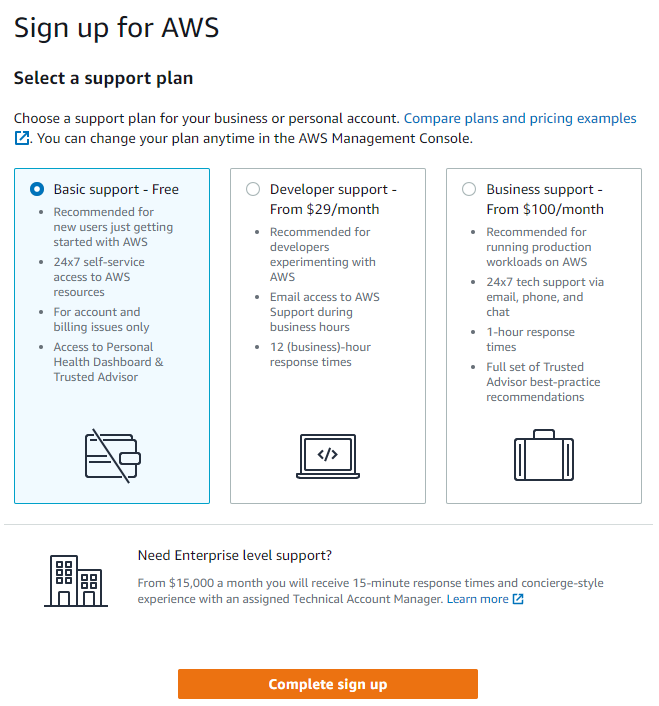 Sign up for AWS
Select a support plan
Choose a support plan for your business or personal account. Compare plans and pricing examples
. You can change your plan anytime in the AWS Management Console.
Basic support - Free
Recommended for
new users just getting
started with AWS
24x7 self-service
access to AWS
resources
For account and
billing issues only
Access to Personal
Health Dashboard &
Trusted Advisor
Developer support -
From $29/month
Recommended for
developers
experimenting with
AWS
Email access to AWS
Support during
business hours
12 (business)-hour
response times
</>
Business support -
From $100/month
Recommended for
running production
workloads on AWS
24x7 tech support via
email, phone, and
chat
1-hour response
times
Full set of Trusted
Advisor best-practice
recommendations
Need Enterprise level support?
From $15,000 a month you will receive 15-minute response times and concierge-style
experience with an assigned Technical Account Manager. Learn more
Complete sign up